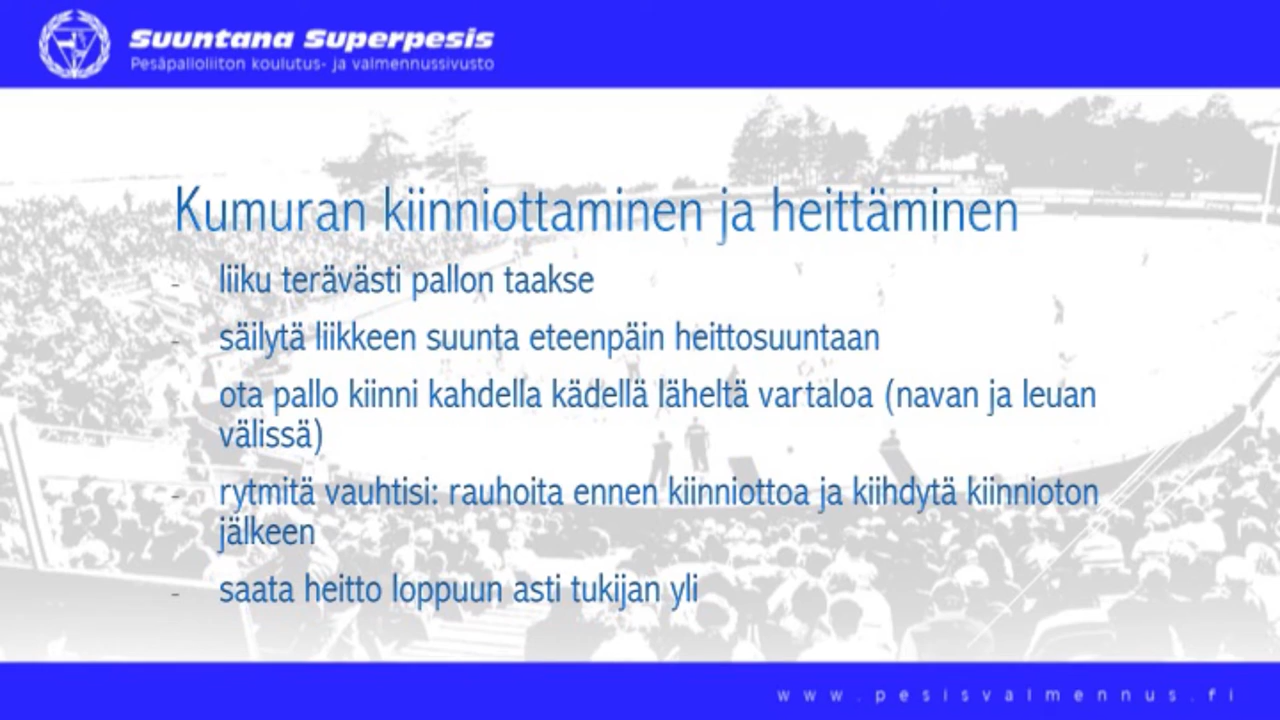 Suuntana Superpesis
Pesäpalloliiton koulutus- ja valmennussivusto
Kumuran kiinniottaminen ja heittäminen
- liiku terävästi pallon taakse
- säilytä liikkeen suunta eteenpäin heittosuuntaan
ota pallo kiinni kahdella kädellä läheltä vartaloa (navan ja leuan
välissä)
- rytmitä vauhtisi: rauhoita ennen kiinniottoa ja kiihdytä kiinnioton
jälkeen
- saata heitto loppuun asti tukijan yli
www.pesisvalmennus.fi